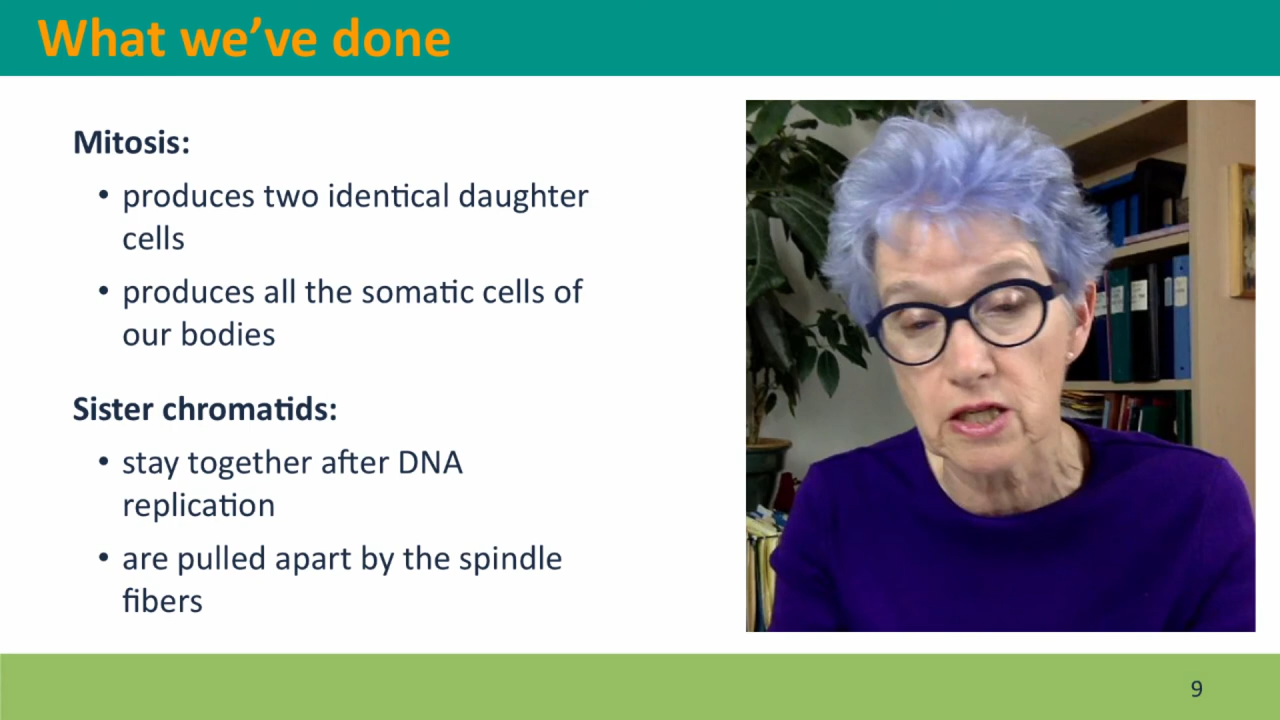 What we’ve done
Mitosis:
• produces two identical daughter
cells
• produces all the somatic cells of
our bodies
Sister chromatids:
• stay together after DNA
replication
• are pulled apart by the spindle
fibers
9